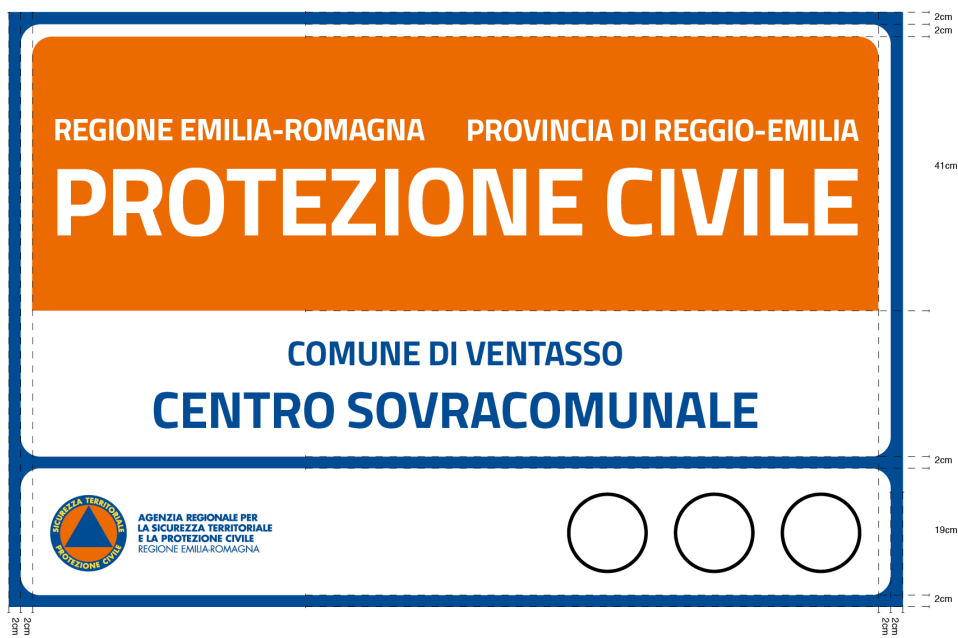 2cm
2cm
REGIONE EMILIA-ROMAGNA PROVINCIA DI REGGIO-EMILIA
PROTEZIONE CIVILE
41cm
COMUNE DI VENTASSO
CENTRO SOVRACOMUNALE
2cm
SICUREZZA TERRITORIALE
PROTEZIONE CIVILE
AGENZIA REGIONALE PER
LA SICUREZZA TERRITORIALE
E LA PROTEZIONE CIVILE
REGIONE EMILIA-ROMAGNA
19cm
2cm
2cm
2cm
2cm
2cm